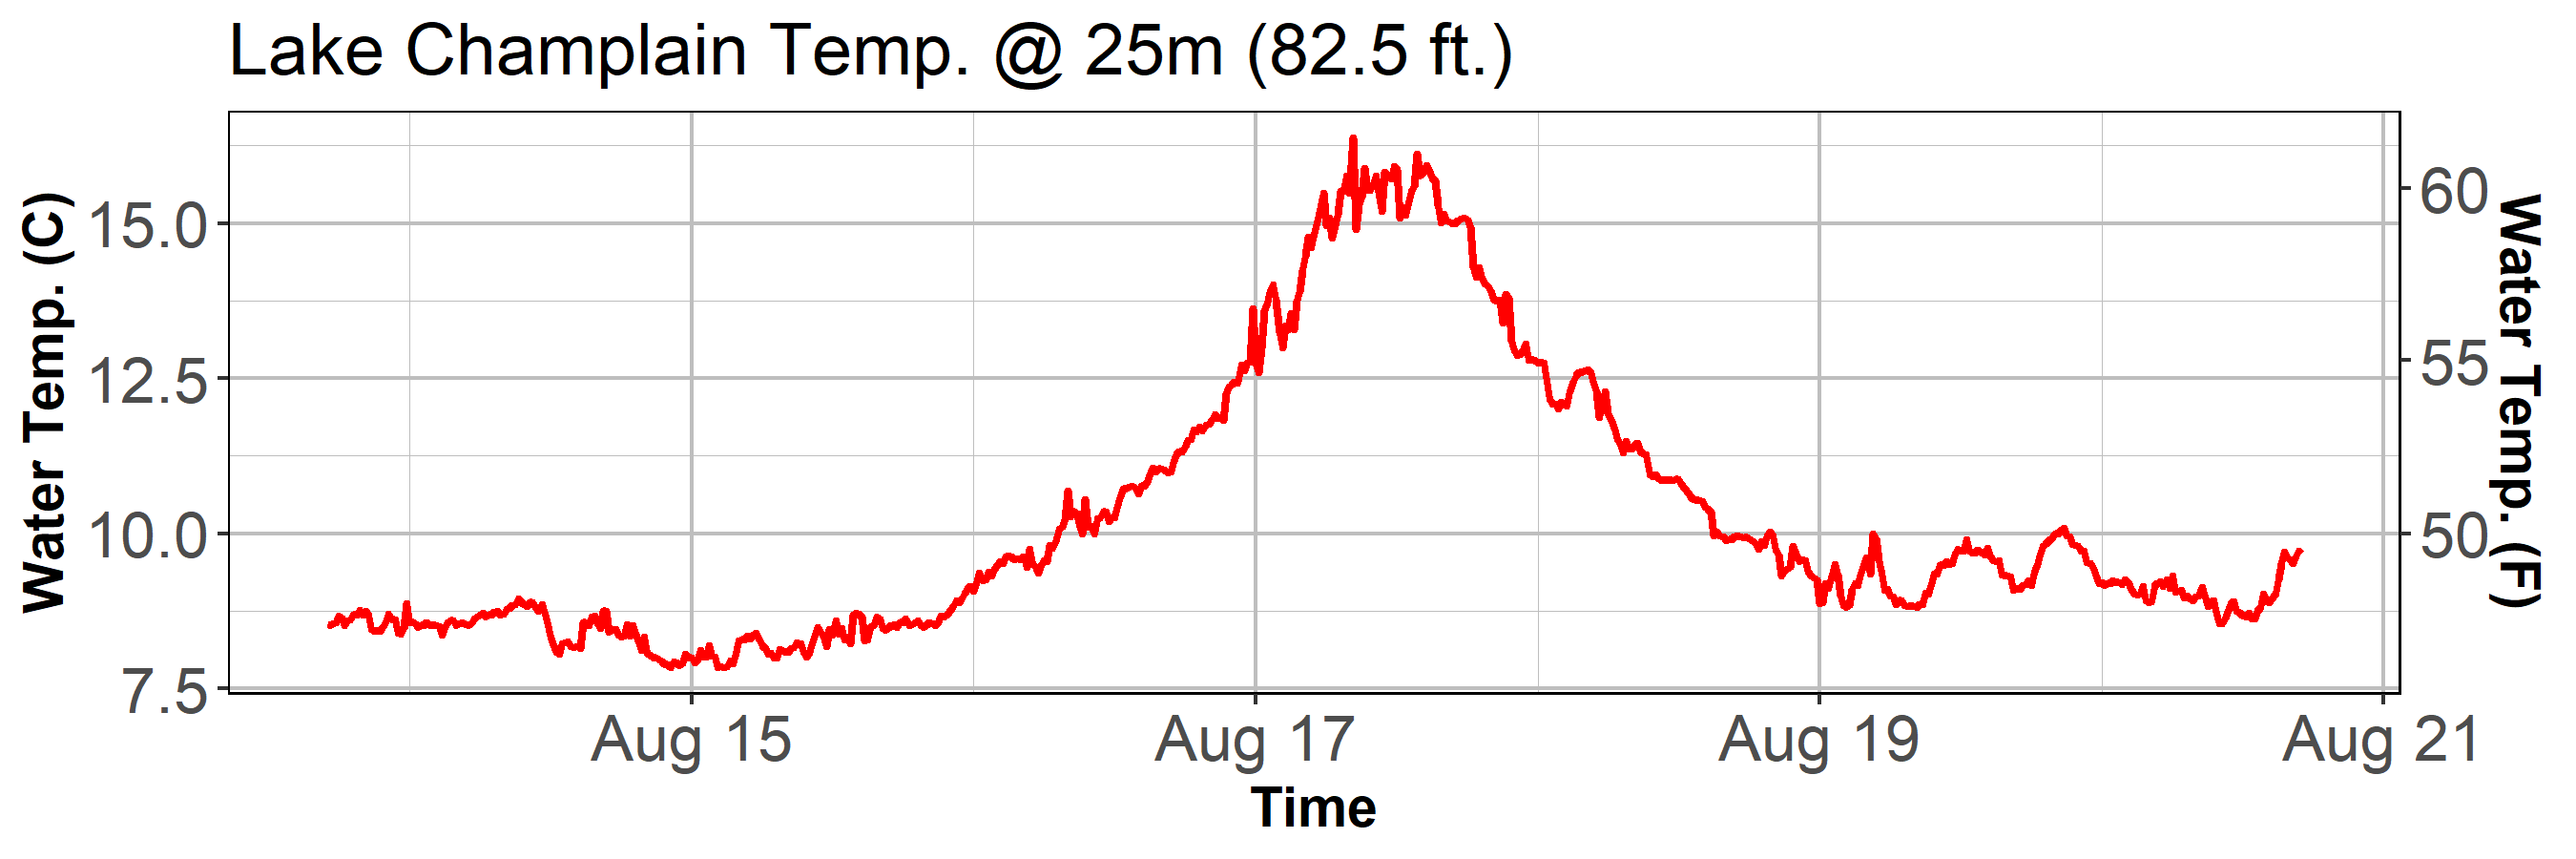 Lake Champlain Temp. @ 25m (82.5 ft.)
Water Temp. (C)
15.0
12.5
10.0
7.5
60
55
50
Water Temp. (F)
Aug 15
Aug 17
Aug 19
Aug 21
Time